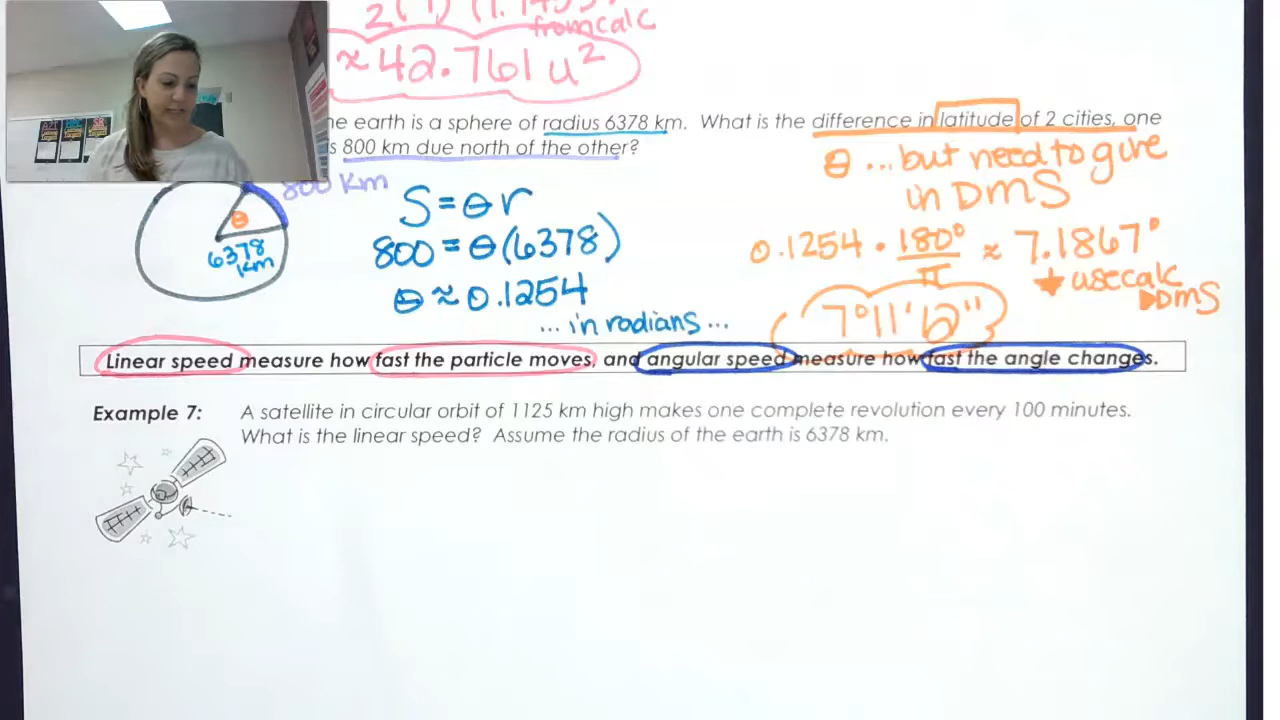 from calc
≈ 42.761 u²
he earth is a sphere of radius 6378 km. What is the difference in latitude of 2 cities, one
s 800 km due north of the other?
θ ...but need to give
in DMS
800 km
θ
6378
km
S = θr
800 = θ(6378)
θ ≈ 0.1254
...in radians...
0.1254 · 180°/π ≈ 7.1867°
use calc
▶DMS
7°11'12"
Linear speed measure how fast the particle moves, and angular speed measure how fast the angle changes.
Example 7: A satellite in circular orbit of 1125 km high makes one complete revolution every 100 minutes.
What is the linear speed? Assume the radius of the earth is 6378 km.